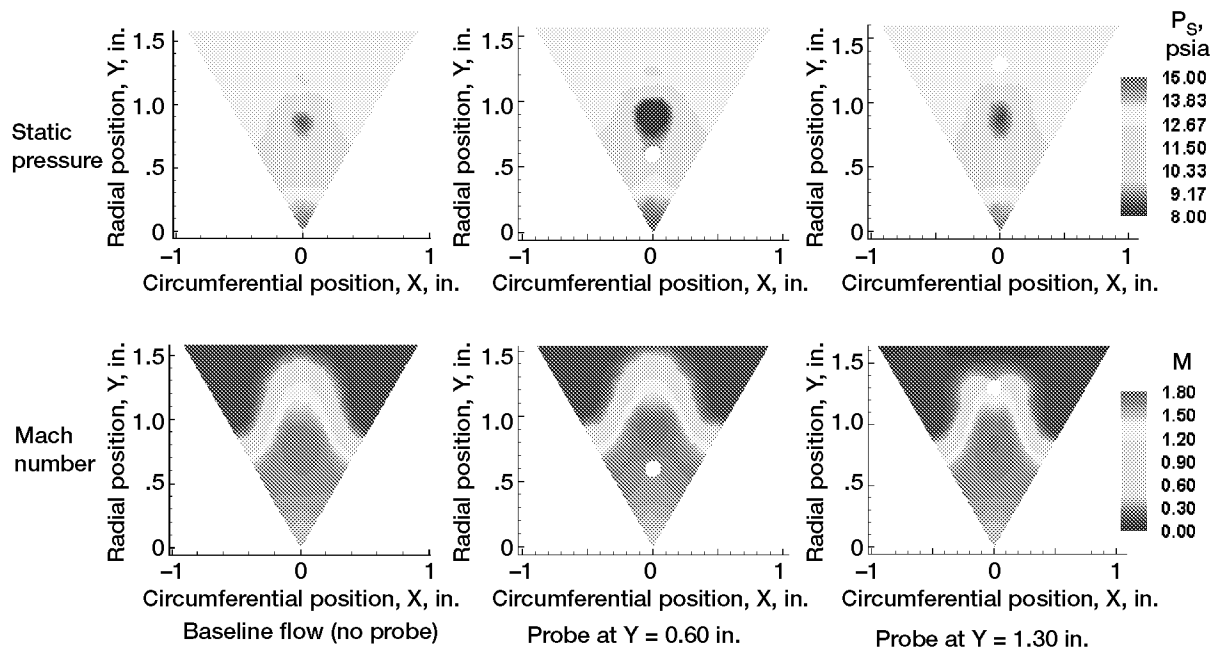 Static
pressure
Radial position, Y, in.
1.5
1.0
.5
0
−1
0
1
Circumferential position, X, in.
Radial position, Y, in.
1.5
1.0
.5
0
−1
0
1
Circumferential position, X, in.
Radial position, Y, in.
1.5
1.0
.5
0
−1
0
1
Circumferential position, X, in.
PS,
psia
15.00
13.83
12.67
11.50
10.33
9.17
8.00
Mach
number
Radial position, Y, in.
1.5
1.0
.5
0
−1
0
1
Circumferential position, X, in.
Baseline flow (no probe)
Radial position, Y, in.
1.5
1.0
.5
0
−1
0
1
Circumferential position, X, in.
Probe at Y = 0.60 in.
Radial position, Y, in.
1.5
1.0
.5
0
−1
0
1
Circumferential position, X, in.
Probe at Y = 1.30 in.
M
1.80
1.50
1.20
0.90
0.60
0.30
0.00